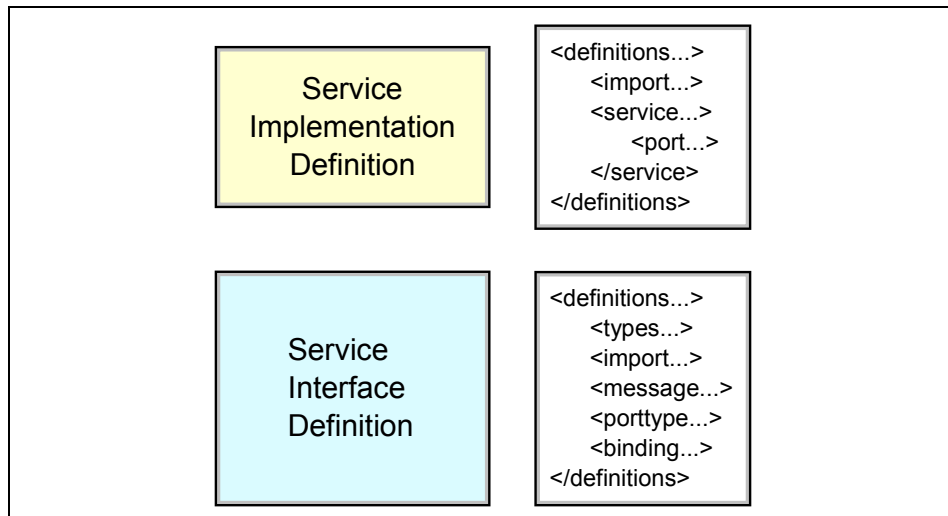 Service
Implementation
Definition
<definitions...>
<import...>
<service...>
<port...>
</service>
</definitions>
Service
Interface
Definition
<definitions...>
<types...>
<import...>
<message...>
<porttype...>
<binding...>
</definitions>